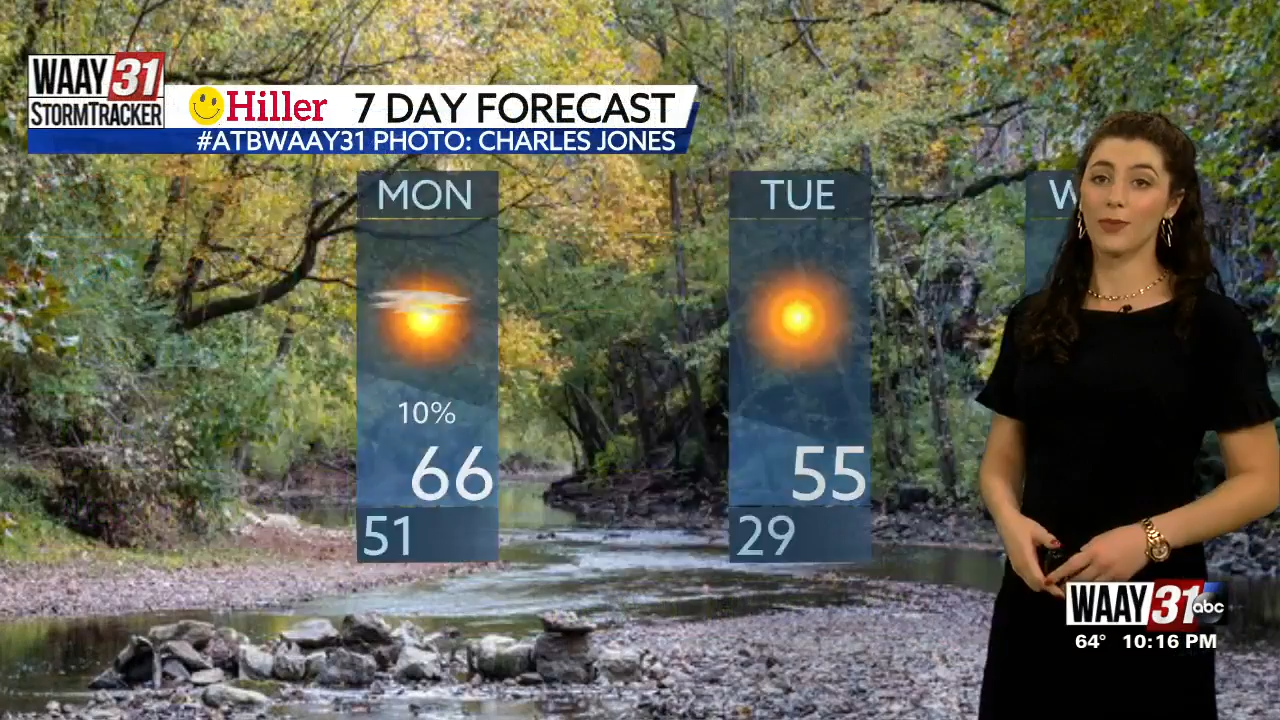 WAAY 31
STORMTRACKER
Hiller
7 DAY FORECAST
#ATBWAAY31 PHOTO: CHARLES JONES
MON
10%
66
51
TUE
55
29
W
WAAY 31 abc
64° 10:16 PM